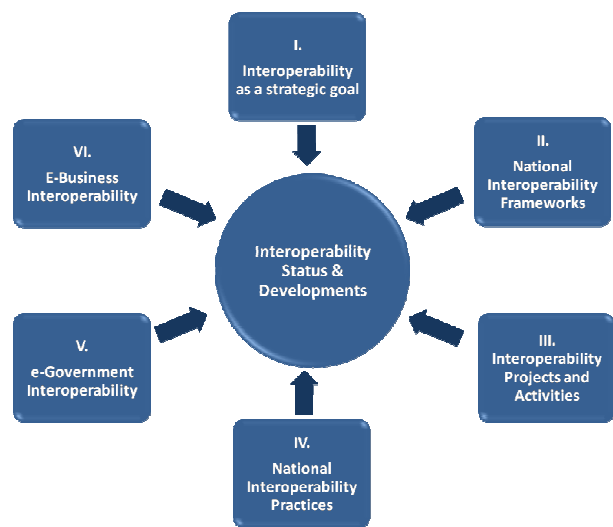 I.
Interoperability
as a strategic goal
II.
National
Interoperability
Frameworks
III.
Interoperability
Projects and
Activities
IV.
National
Interoperability
Practices
V.
e-Government
Interoperability
VI.
E-Business
Interoperability
Interoperability
Status &
Developments